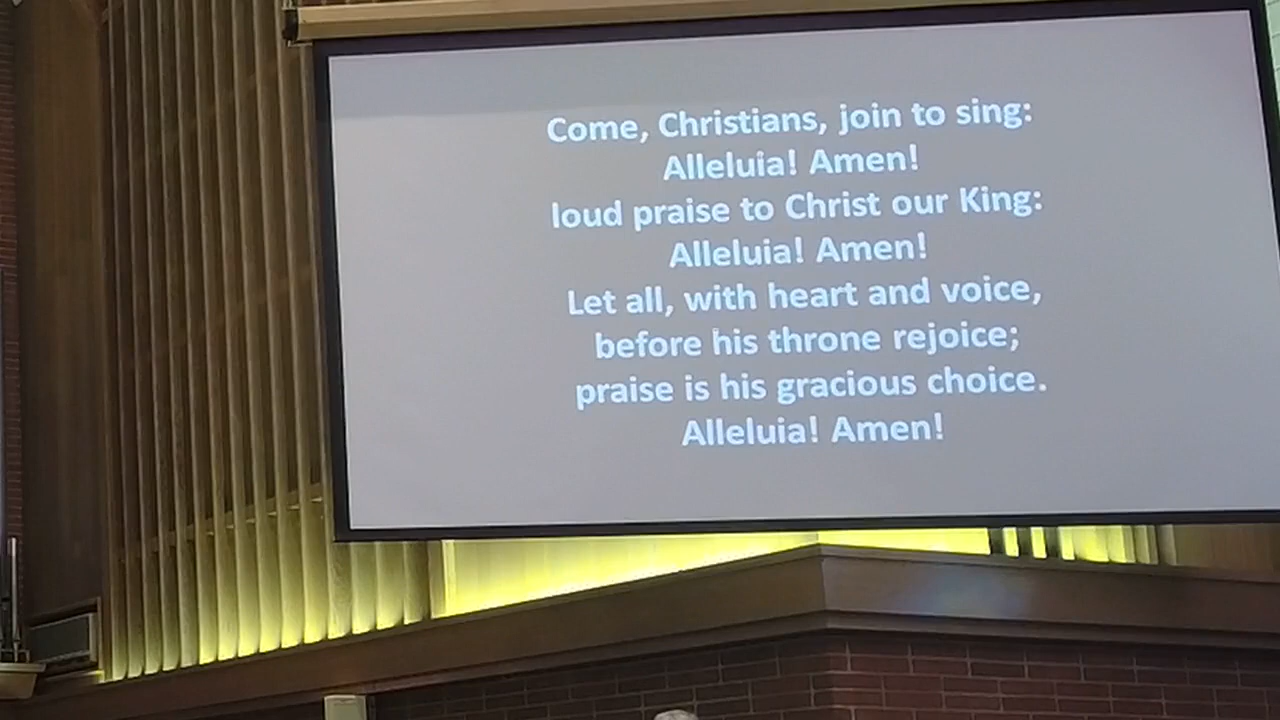 Come, Christians, join to sing:
Alleluia! Amen!
loud praise to Christ our King:
Alleluia! Amen!
Let all, with heart and voice,
before his throne rejoice;
praise is his gracious choice.
Alleluia! Amen!